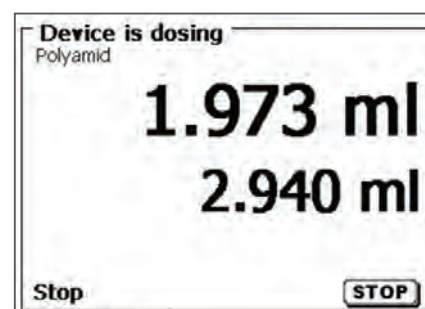 Device is dosing
Polyamid
1.973 ml
2.940 ml
Stop STOP